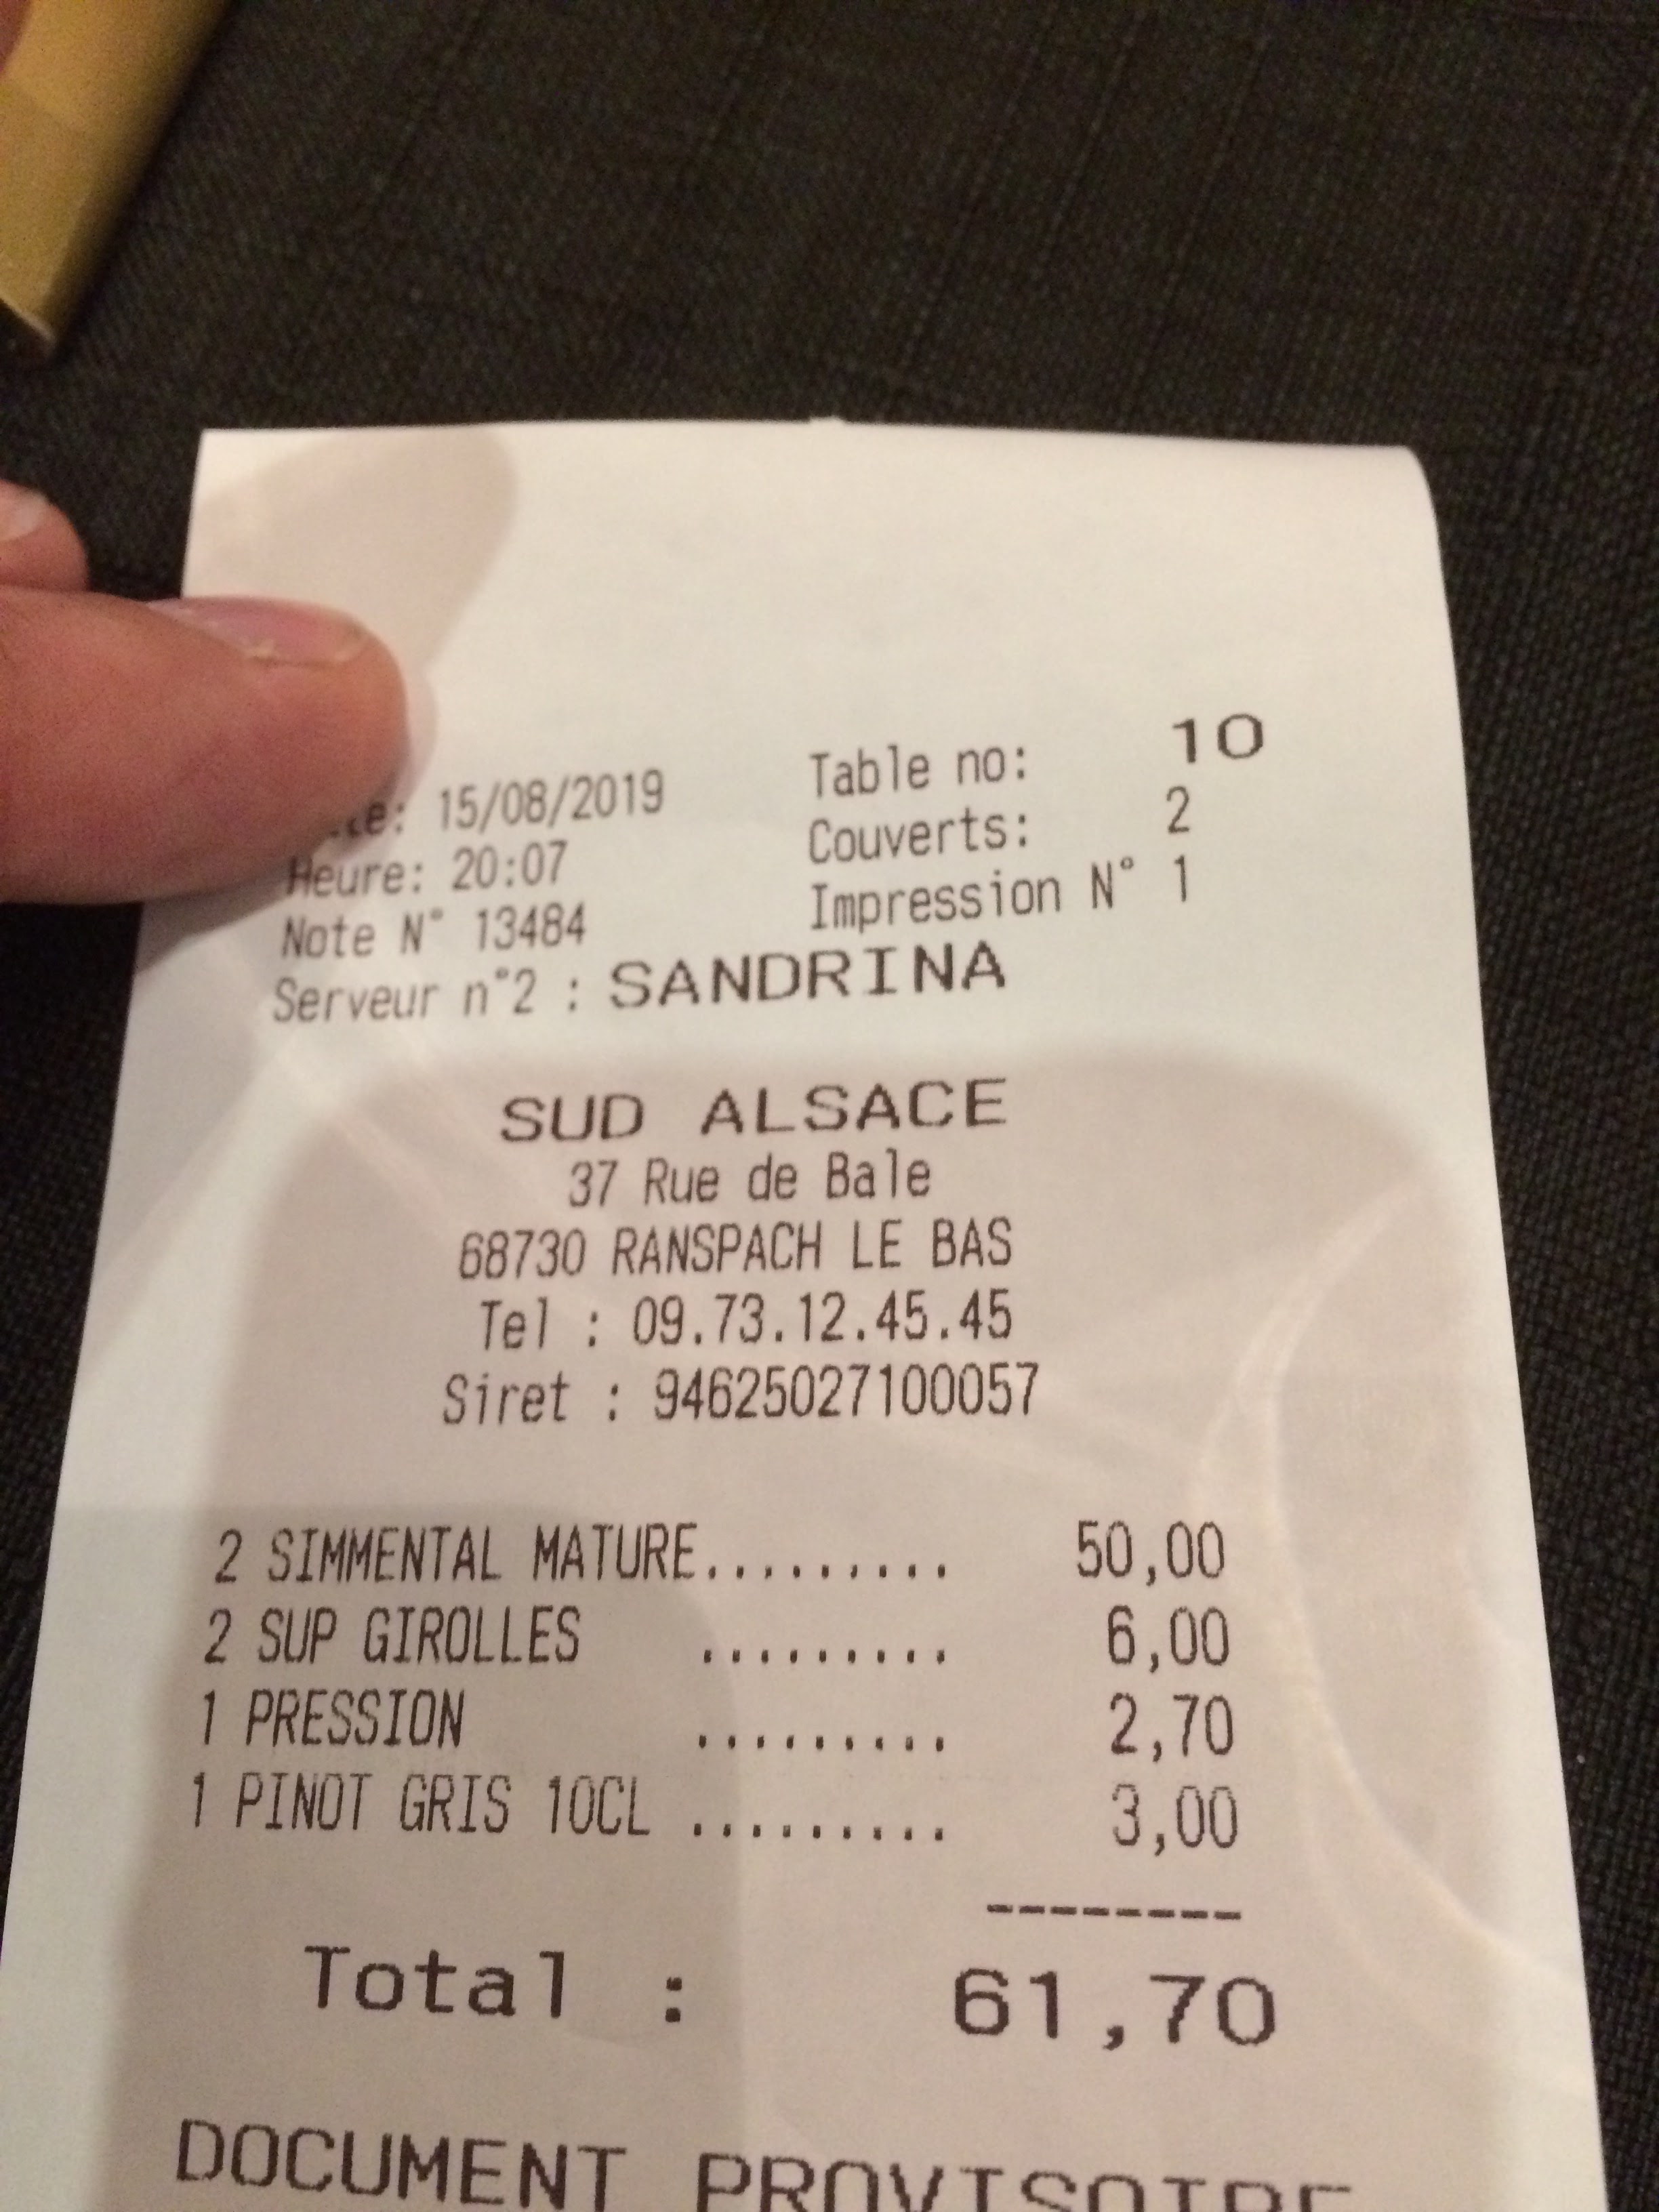 15/08/2019 Table no: 10
Heure: 20:07 Couverts: 2
Note N° 13484 Impression N° 1
Serveur n°2 : SANDRINA
SUD ALSACE
37 Rue de Bale
68730 RANSPACH LE BAS
Tel : 09.73.12.45.45
Siret : 94625027100057
2 SIMMENTAL MATURE......... 50,00
2 SUP GIROLLES ......... 6,00
1 PRESSION ......... 2,70
1 PINOT GRIS 10CL ......... 3,00
--------
Total : 61,70
DOCUMENT PROVISOIRE